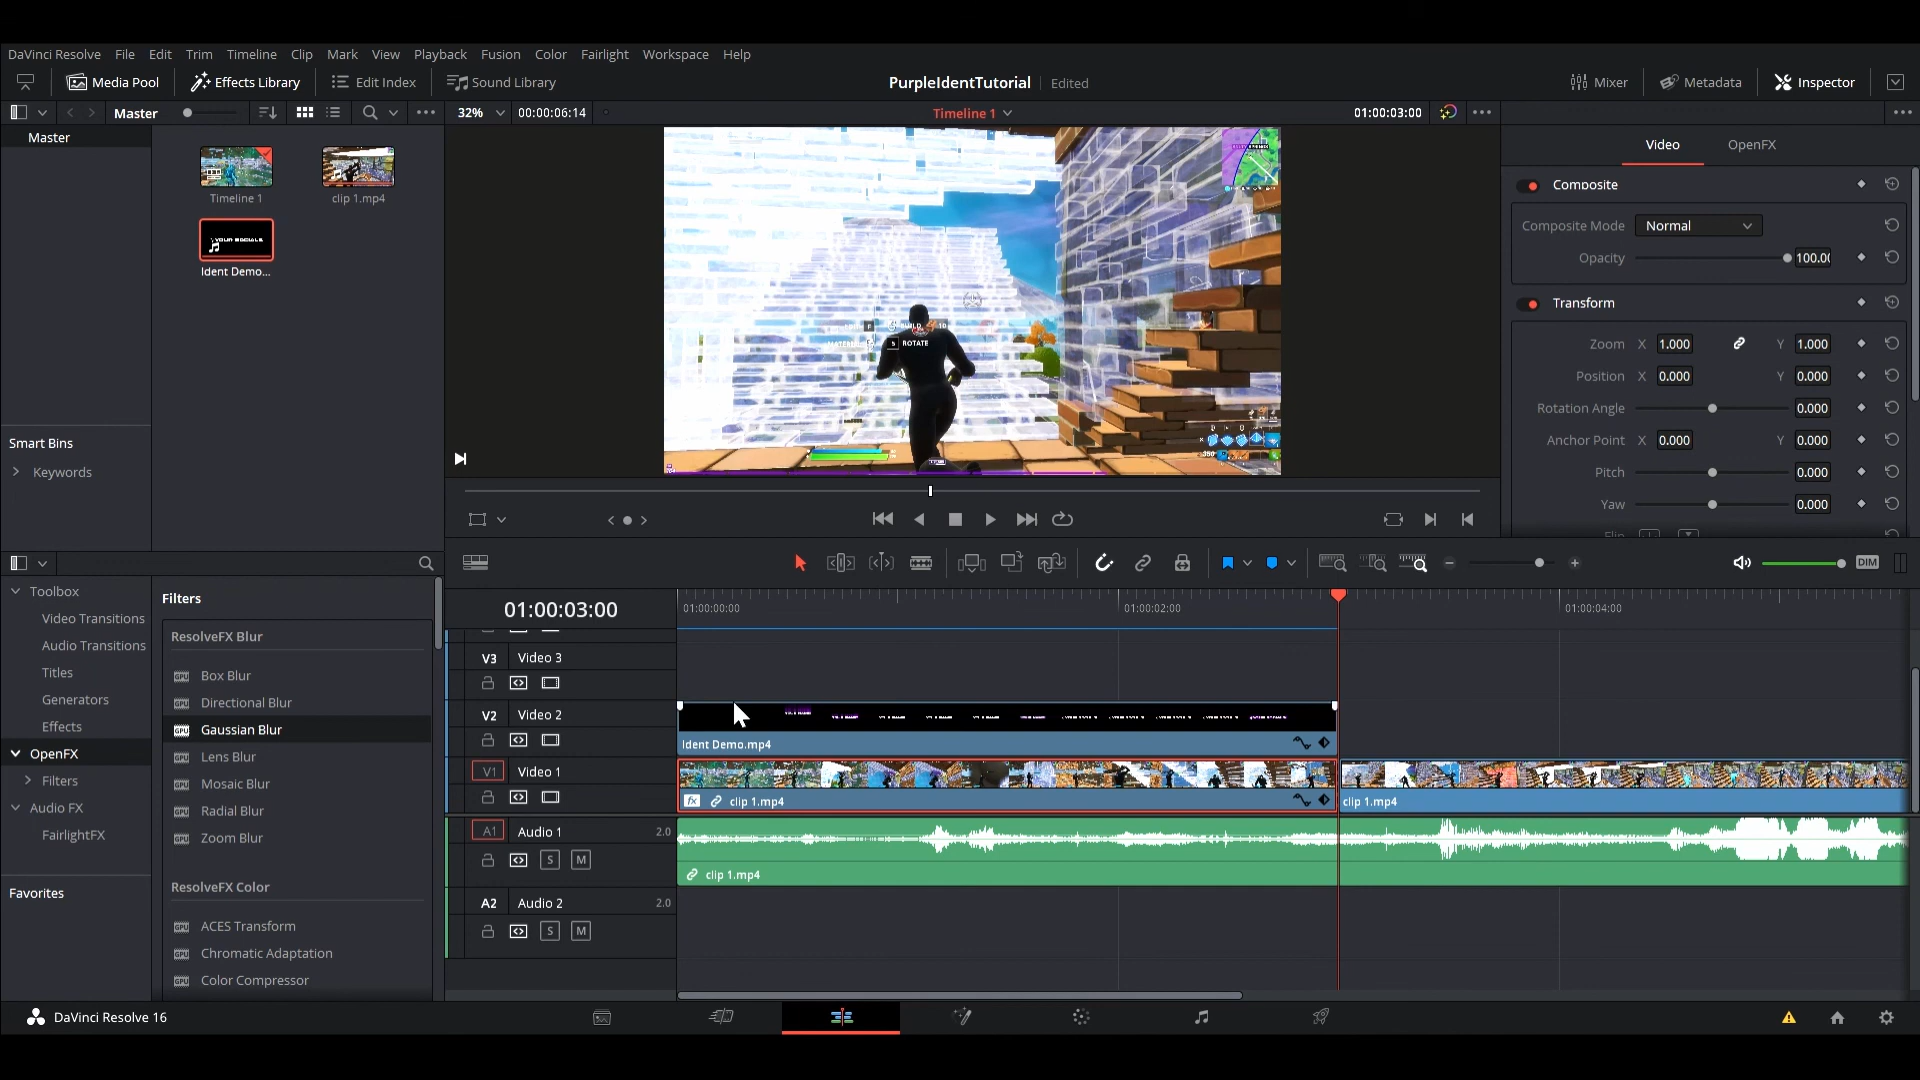 DaVinci Resolve File Edit Trim Timeline Clip Mark View Playback Fusion Color Fairlight Workspace Help
Media Pool Effects Library Edit Index Sound Library PurpleIdentTutorial Edited Mixer Metadata Inspector
Master 32% 00:00:06:14 Timeline 1 01:00:03:00
Master
Timeline 1 clip 1.mp4
YOUR SOCIALS
Ident Demo...
Smart Bins
Keywords
BUILD
ROTATE
Video OpenFX
Composite
Composite Mode Normal
Opacity 100.0
Transform
Zoom X 1.000 Y 1.000
Position X 0.000 Y 0.000
Rotation Angle 0.000
Anchor Point X 0.000 Y 0.000
Pitch 0.000
Yaw 0.000
Flip
Toolbox
Video Transitions
Audio Transitions
Titles
Generators
Effects
OpenFX
Filters
Audio FX
FairlightFX
Favorites
Filters
ResolveFX Blur
Box Blur
Directional Blur
Gaussian Blur
Lens Blur
Mosaic Blur
Radial Blur
Zoom Blur
ResolveFX Color
ACES Transform
Chromatic Adaptation
Color Compressor
DIM
01:00:03:00 01:00:00:00 01:00:02:00 01:00:04:00
V3 Video 3
V2 Video 2
Ident Demo.mp4
V1 Video 1
fx clip 1.mp4 clip 1.mp4
A1 Audio 1 2.0
S M
clip 1.mp4
A2 Audio 2 2.0
S M
DaVinci Resolve 16